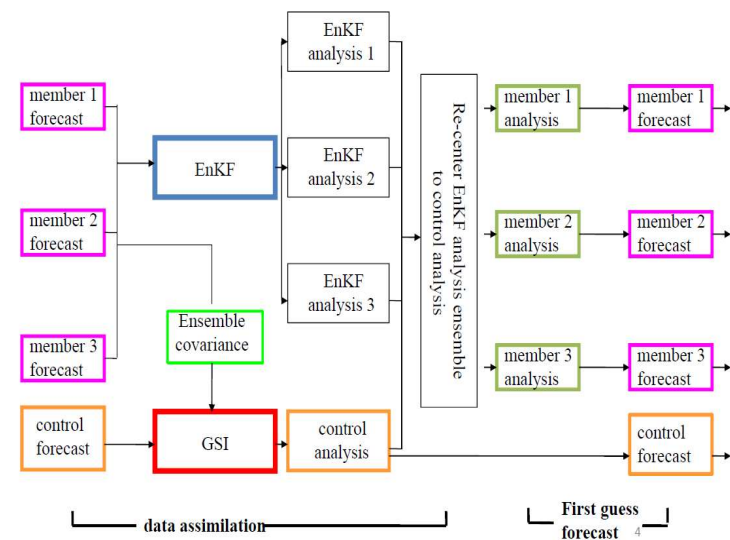 EnKF
analysis 1
member 1
forecast
EnKF
EnKF
analysis 2
member 2
forecast
EnKF
analysis 3
Ensemble
covariance
member 3
forecast
control
forecast
GSI
control
analysis
Re-center EnKF analysis ensemble
to control analysis
member 1
analysis
member 1
forecast
member 2
analysis
member 2
forecast
member 3
analysis
member 3
forecast
control
forecast
data assimilation
First guess
forecast 4